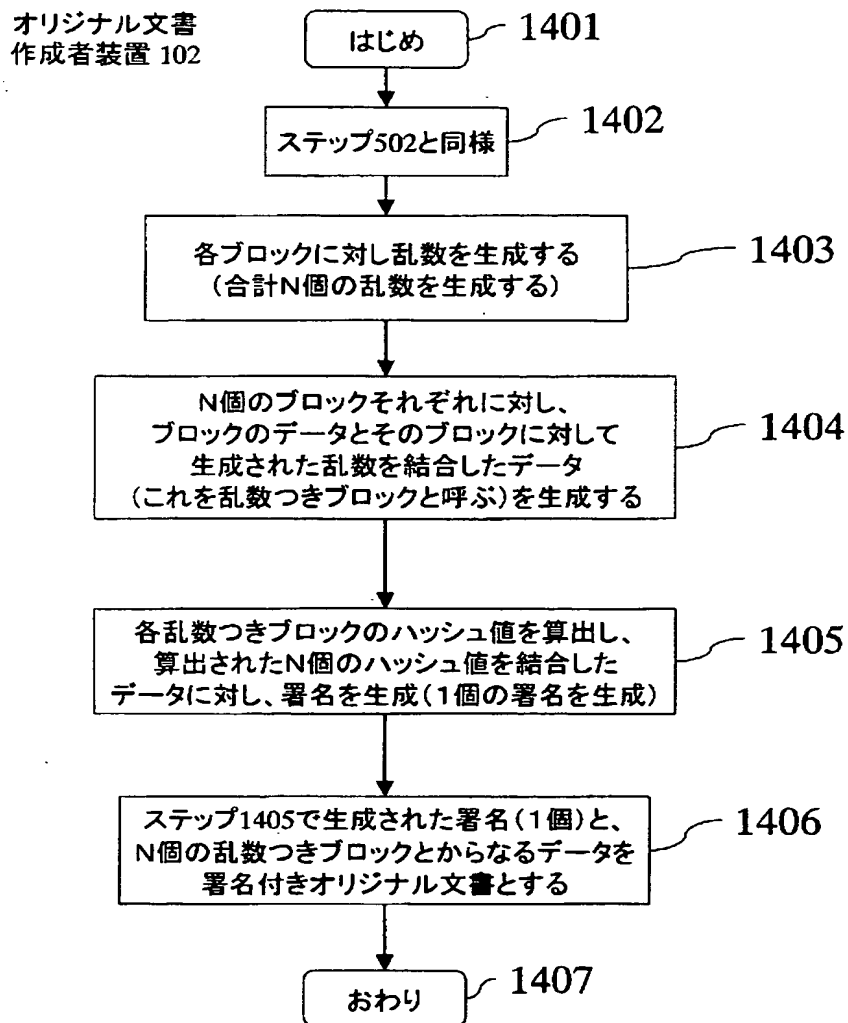 オリジナル文書
作成者装置 102
はじめ
1401
ステップ502と同様
1402
各ブロックに対し乱数を生成する
(合計N個の乱数を生成する)
1403
N個のブロックそれぞれに対し、
ブロックのデータとそのブロックに対して
生成された乱数を結合したデータ
(これを乱数つきブロックと呼ぶ)を生成する
1404
各乱数つきブロックのハッシュ値を算出し、
算出されたN個のハッシュ値を結合した
データに対し、署名を生成(1個の署名を生成)
1405
ステップ1405で生成された署名(1個)と、
N個の乱数つきブロックとからなるデータを
署名付きオリジナル文書とする
1406
おわり
1407